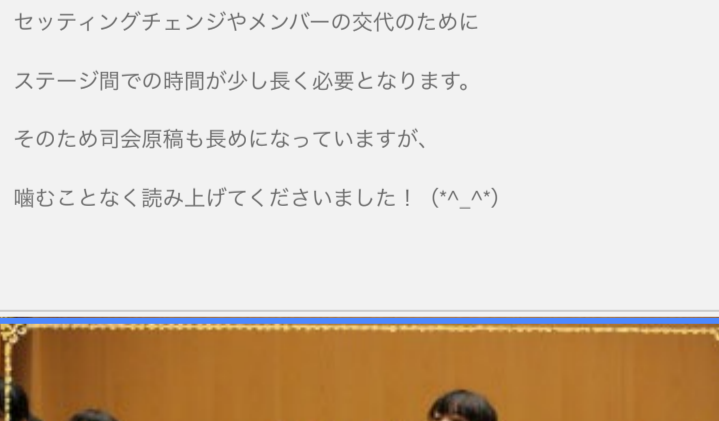 セッティングチェンジやメンバーの交代のために
ステージ間での時間が少し長く必要となります。
そのため司会原稿も長めになっていますが、
噛むことなく読み上げてくださいました！（*^_^*）